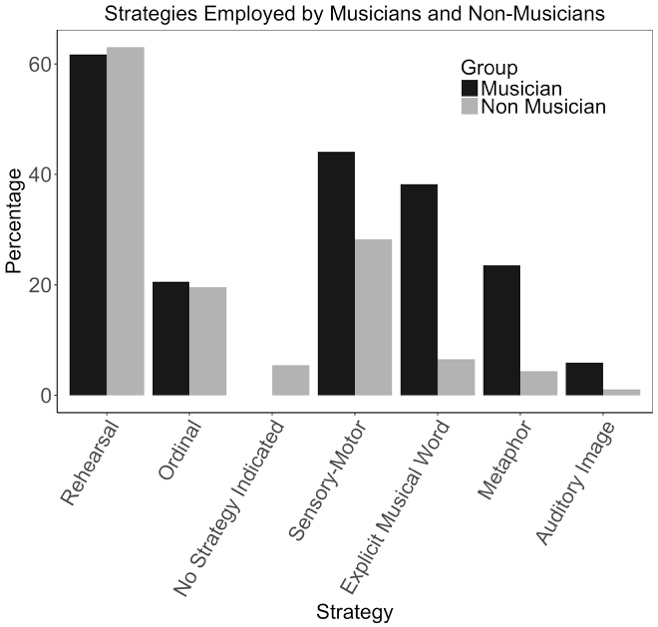 Strategies Employed by Musicians and Non-Musicians
Group
Musician
Non Musician
Percentage
60
40
20
0
Rehearsal
Ordinal
No Strategy Indicated
Sensory-Motor
Explicit Musical Word
Metaphor
Auditory Image
Strategy